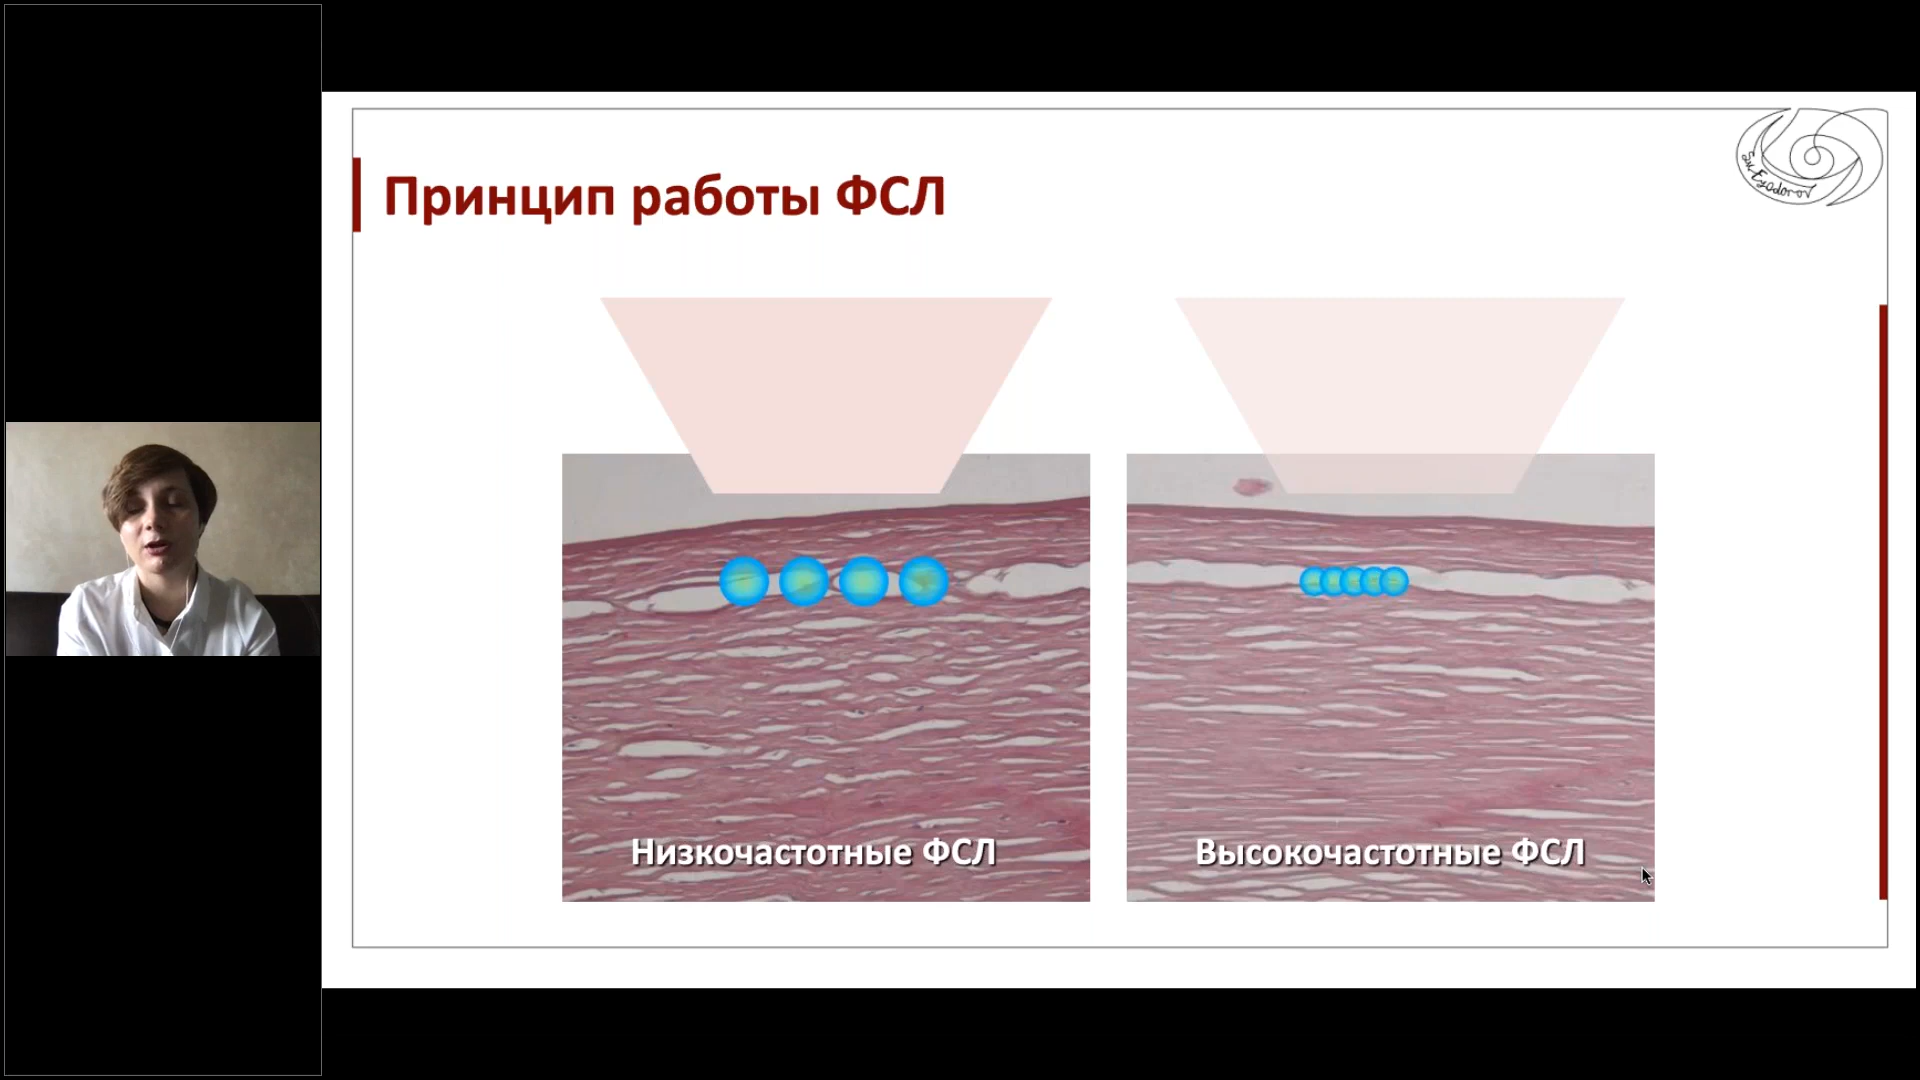 Принцип работы ФСЛ
Низкочастотные ФСЛ
Высокочастотные ФСЛ